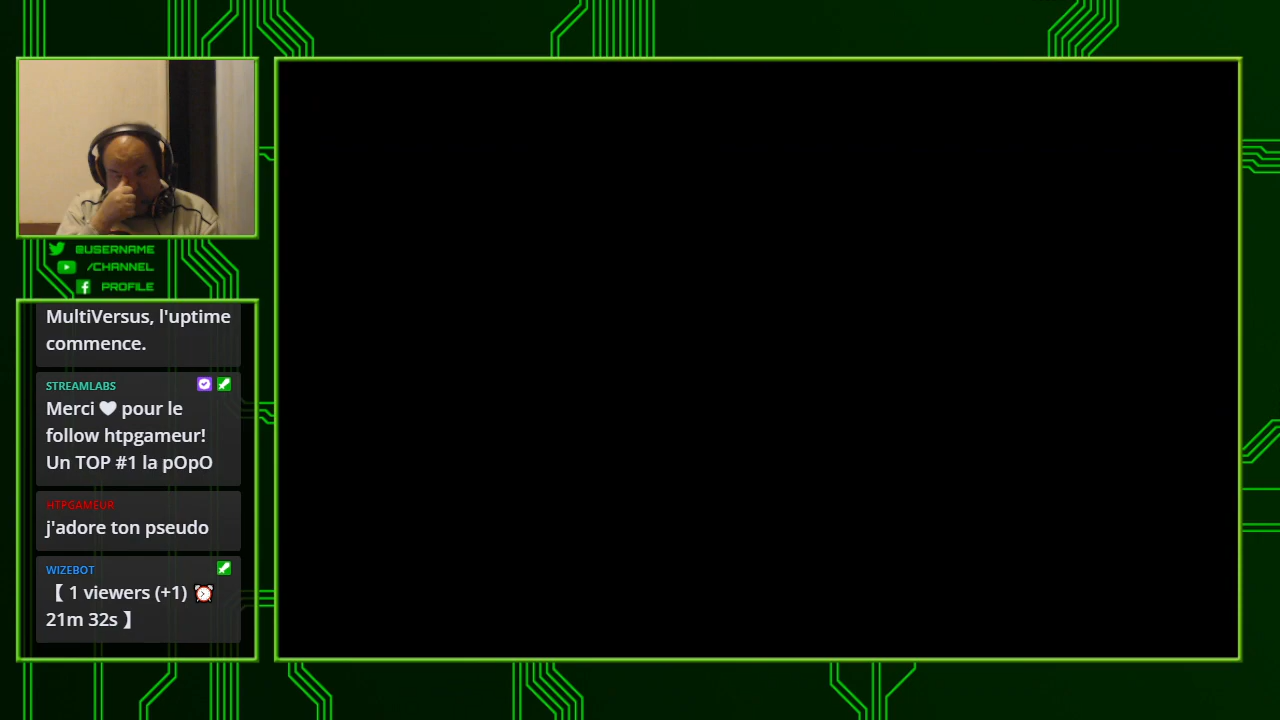 @USERNAME
/CHANNEL
PROFILE
MultiVersus, l'uptime
commence.
STREAMLABS
Merci 🤍 pour le
follow htpgameur!
Un TOP #1 la pOpO
HTPGAMEUR
j'adore ton pseudo
WIZEBOT
【 1 viewers (+1) ⏰
21m 32s 】